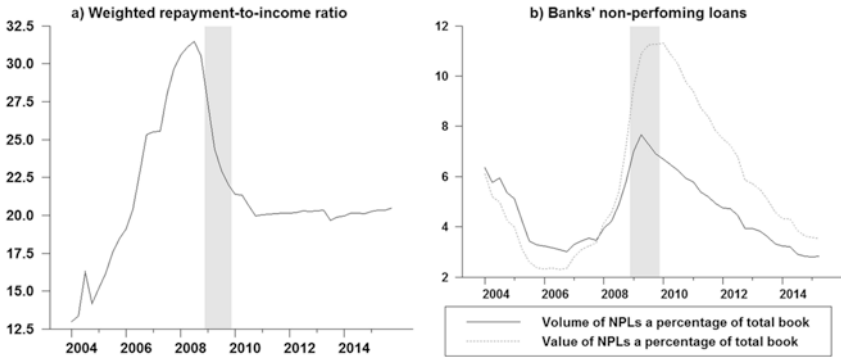 a) Weighted repayment-to-income ratio
32.5
30.0
27.5
25.0
22.5
20.0
17.5
15.0
12.5
2004 2006 2008 2010 2012 2014
b) Banks' non-perfoming loans
12
10
8
6
4
2
2004 2006 2008 2010 2012 2014
Volume of NPLs a percentage of total book
Value of NPLs a percentage of total book